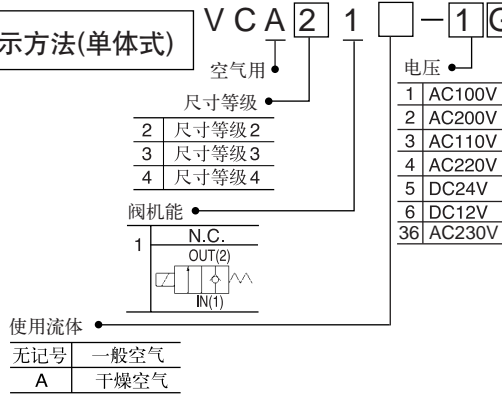 示方法(单体式)
VCA21□－1G
空气用
尺寸等级
2 尺寸等级2
3 尺寸等级3
4 尺寸等级4
阀机能
1 N.C.
OUT(2)
IN(1)
使用流体
无记号 一般空气
A 干燥空气
电压
1 AC100V
2 AC200V
3 AC110V
4 AC220V
5 DC24V
6 DC12V
36 AC230V